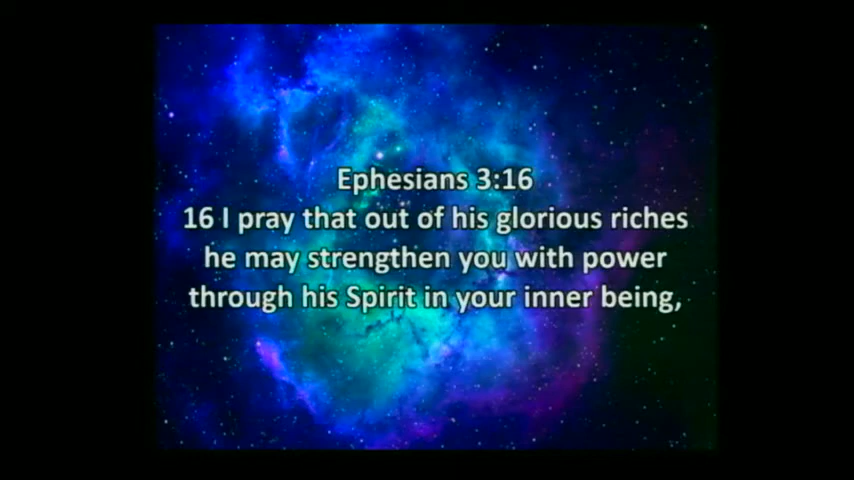 Ephesians 3:16
16 I pray that out of his glorious riches
he may strengthen you with power
through his Spirit in your inner being,